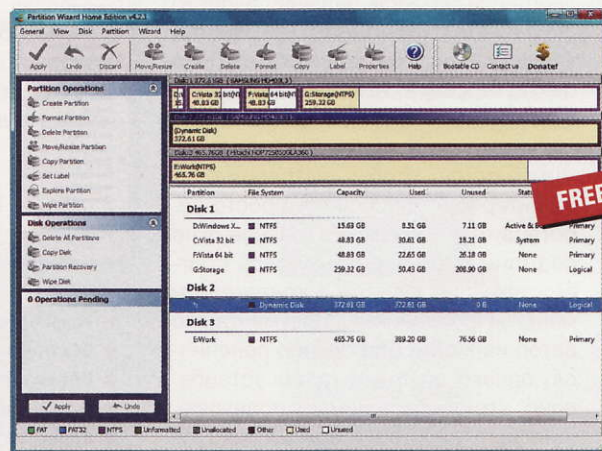 Partition Wizard Home Edition v4.2.1
General View Disk Partition Wizard Help
Apply Undo Discard Move/Resize Create Delete Format Copy Label Properties Help Bootable CD Contact us Donate!
Partition Operations
Create Partition
Format Partition
Delete Partition
Move/Resize Partition
Copy Partition
Set Label
Explore Partition
Wipe Partition
Disk Operations
Delete All Partitions
Copy Disk
Partition Recovery
Wipe Disk
0 Operations Pending
Apply Undo
C:Vista 32 bit(NT F:Vista 64 bit(NT G:Storage(NTFS)
48.83 GB 48.83 GB 259.32 GB
(Dynamic Disk)
372.61 GB
E:Work(NTFS)
465.76 GB
Partition File System Capacity Used Unused
FREE
Disk 1
D:Windows X... NTFS 15.63 GB 8.51 GB 7.11 GB Active & Primary
C:Vista 32 bit NTFS 48.83 GB 30.61 GB 18.21 GB System Primary
F:Vista 64 bit NTFS 48.83 GB 22.65 GB 26.18 GB None Primary
G:Storage NTFS 259.32 GB 50.43 GB 208.90 GB None Logical
Disk 2
Dynamic Disk 372.61 GB 372.61 GB 0 B None Logical
Disk 3
E:Work NTFS 465.76 GB 389.20 GB 76.56 GB None Primary
FAT FAT32 NTFS Unformatted Unallocated Other Used Unused